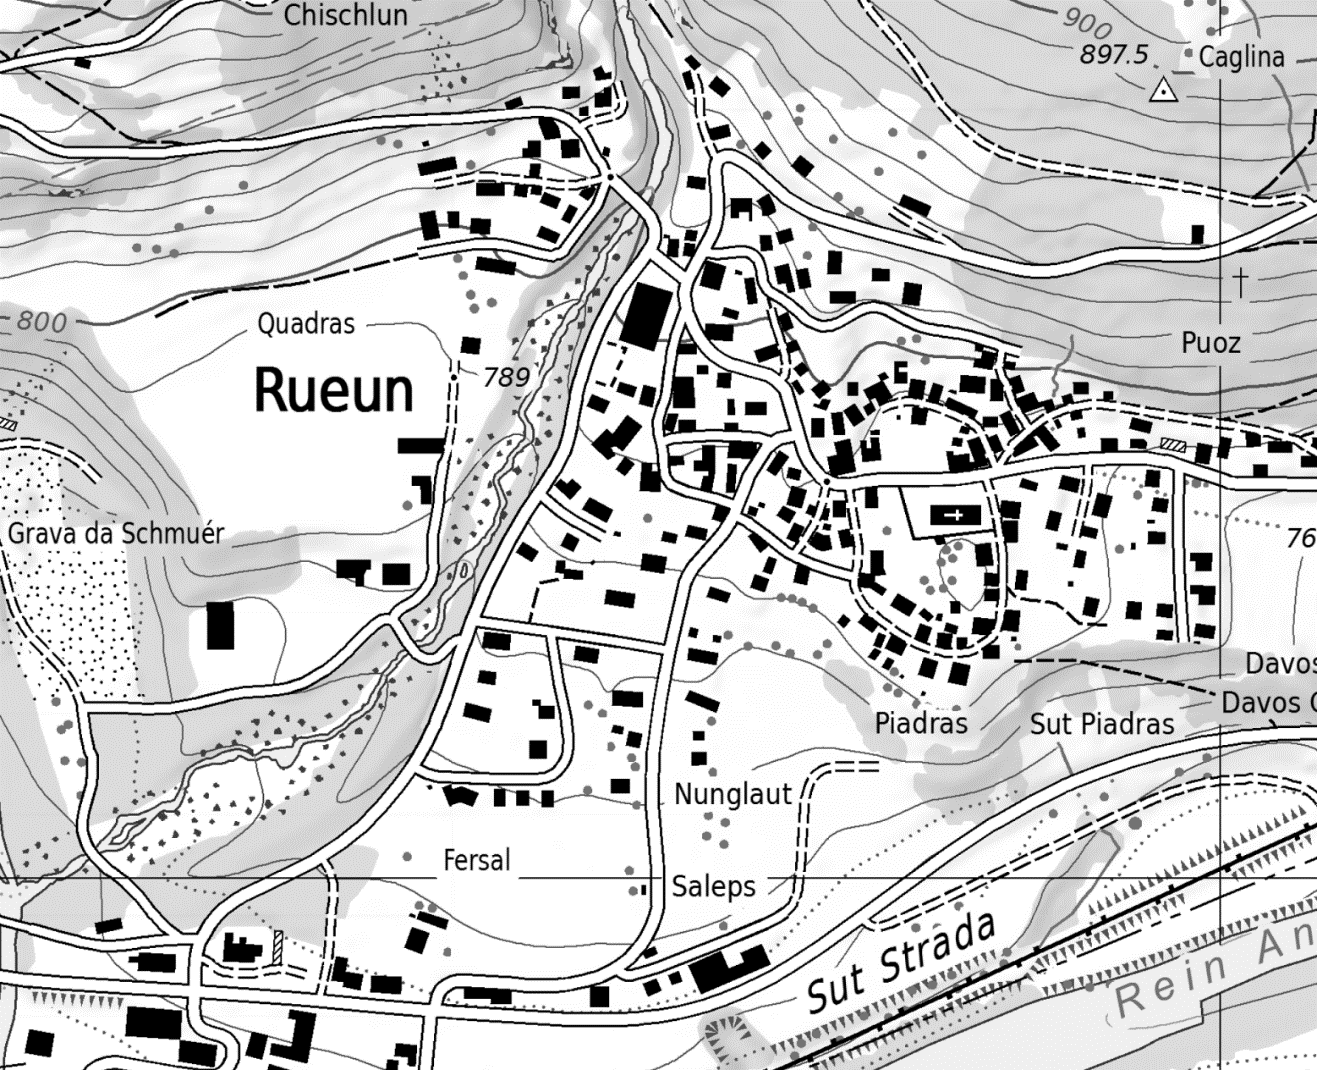 Chischlun
900
897.5
Caglina
800
Quadras
Puoz
789
Rueun
Grava da Schmuér
76
Davos
Davos
Piadras
Sut Piadras
Nunglaut
Fersal
Saleps
Sut Strada
Rein An